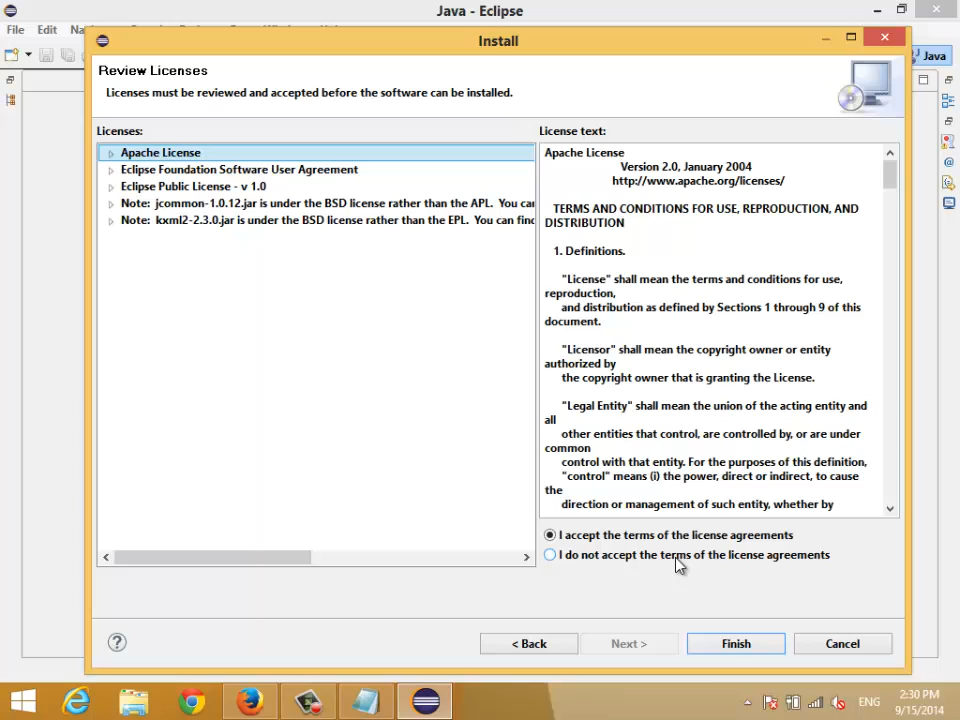 Java - Eclipse
File Edit Na
Java
Install
Review Licenses
Licenses must be reviewed and accepted before the software can be installed.
Licenses:
Apache License
Eclipse Foundation Software User Agreement
Eclipse Public License - v 1.0
Note: jcommon-1.0.12.jar is under the BSD license rather than the APL. You can
Note: kxml2-2.3.0.jar is under the BSD license rather than the EPL. You can find
License text:
Apache License
Version 2.0, January 2004
http://www.apache.org/licenses/
TERMS AND CONDITIONS FOR USE, REPRODUCTION, AND
DISTRIBUTION
1. Definitions.
"License" shall mean the terms and conditions for use,
reproduction,
and distribution as defined by Sections 1 through 9 of this
document.
"Licensor" shall mean the copyright owner or entity
authorized by
the copyright owner that is granting the License.
"Legal Entity" shall mean the union of the acting entity and
all
other entities that control, are controlled by, or are under
common
control with that entity. For the purposes of this definition,
"control" means (i) the power, direct or indirect, to cause
the
direction or management of such entity, whether by
I accept the terms of the license agreements
I do not accept the terms of the license agreements
< Back
Next >
Finish
Cancel
ENG
2:30 PM
9/15/2014